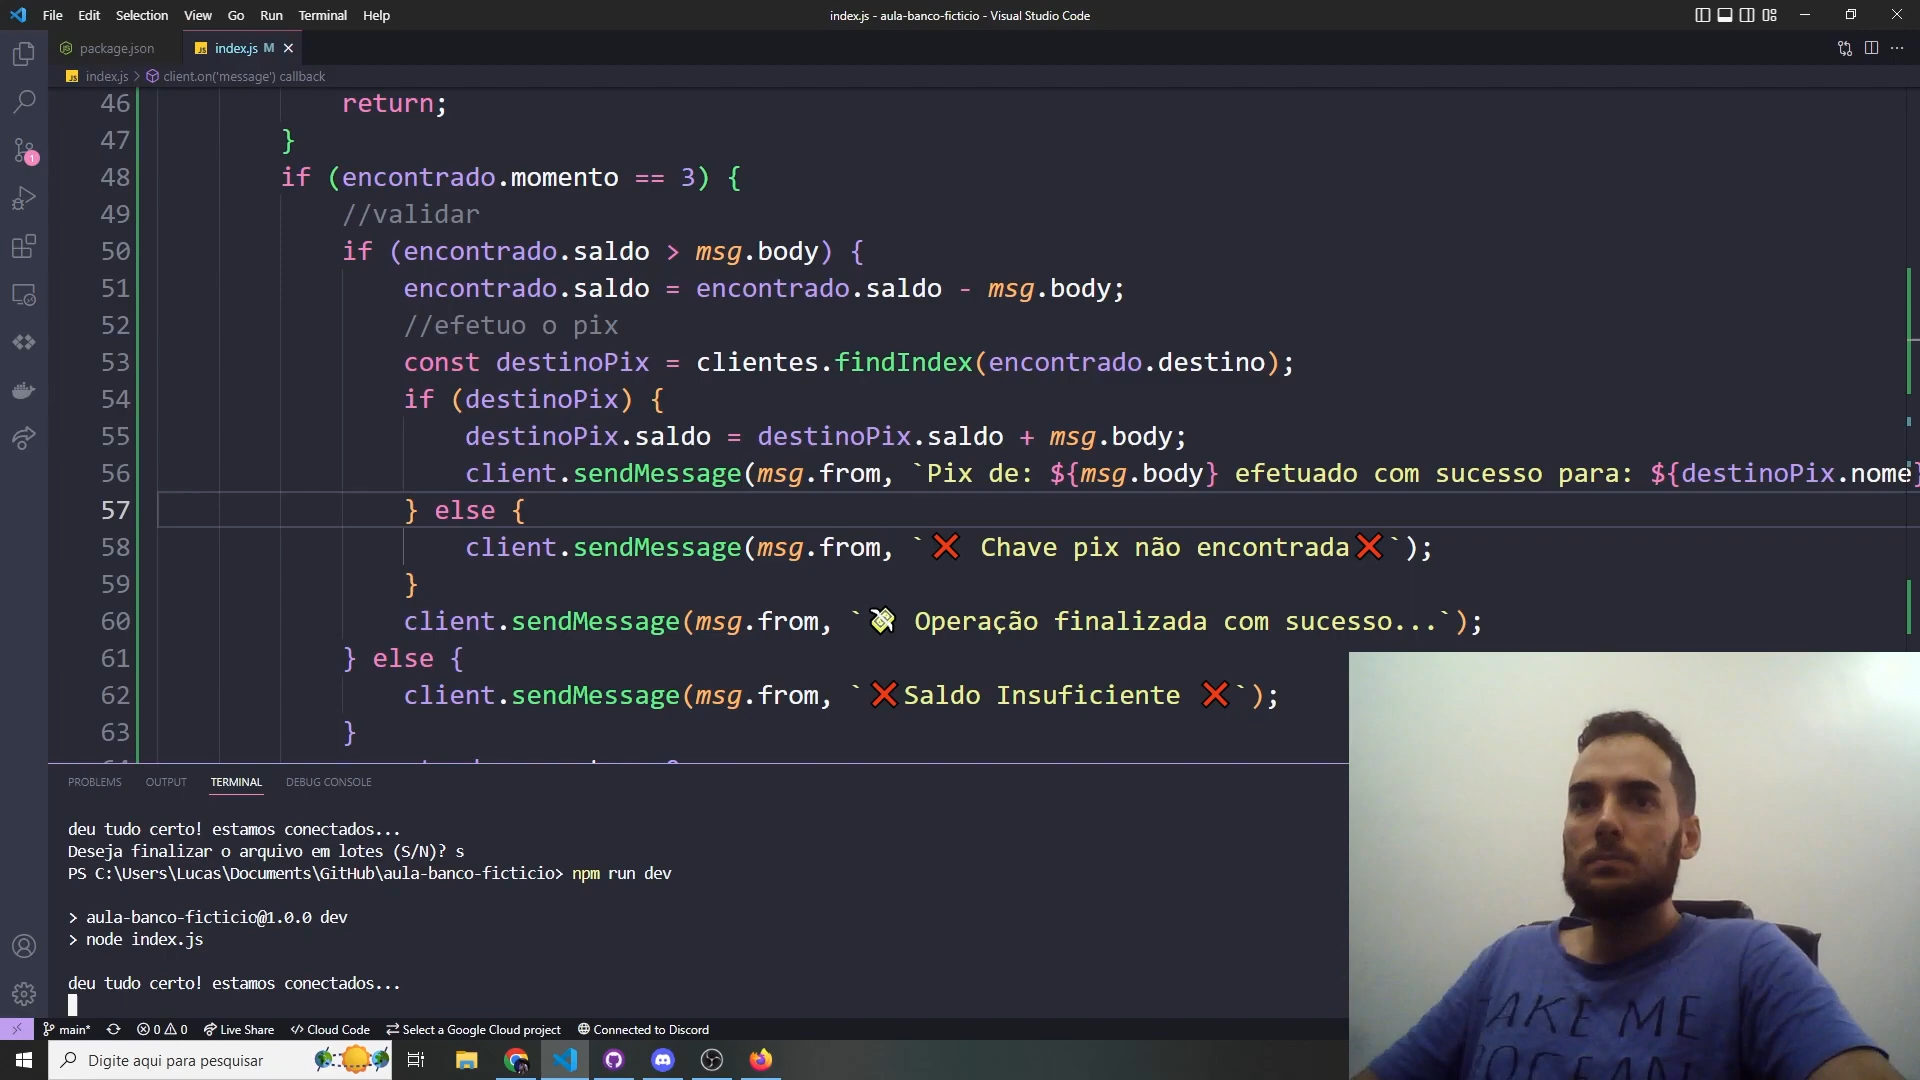 File Edit Selection View Go Run Terminal Help
index.js - aula-banco-ficticio - Visual Studio Code
package.json
index.js M
index.js > client.on('message') callback
46 return;
47 }
48 if (encontrado.momento == 3) {
49 //validar
50 if (encontrado.saldo > msg.body) {
51 encontrado.saldo = encontrado.saldo - msg.body;
52 //efetuo o pix
53 const destinoPix = clientes.findIndex(encontrado.destino);
54 if (destinoPix) {
55 destinoPix.saldo = destinoPix.saldo + msg.body;
56 client.sendMessage(msg.from, `Pix de: ${msg.body} efetuado com sucesso para: ${destinoPix.nome}
57 } else {
58 client.sendMessage(msg.from, `❌ Chave pix não encontrada❌`);
59 }
60 client.sendMessage(msg.from, `💸 Operação finalizada com sucesso...`);
61 } else {
62 client.sendMessage(msg.from, `❌Saldo Insuficiente ❌`);
63 }
PROBLEMS OUTPUT TERMINAL DEBUG CONSOLE
deu tudo certo! estamos conectados...
Deseja finalizar o arquivo em lotes (S/N)? s
PS C:\Users\Lucas\Documents\GitHub\aula-banco-ficticio> npm run dev
> aula-banco-ficticio@1.0.0 dev
> node index.js
deu tudo certo! estamos conectados...
1
main* 0 0 Live Share Cloud Code Select a Google Cloud project Connected to Discord
Digite aqui para pesquisar
TAKE ME
OCEAN